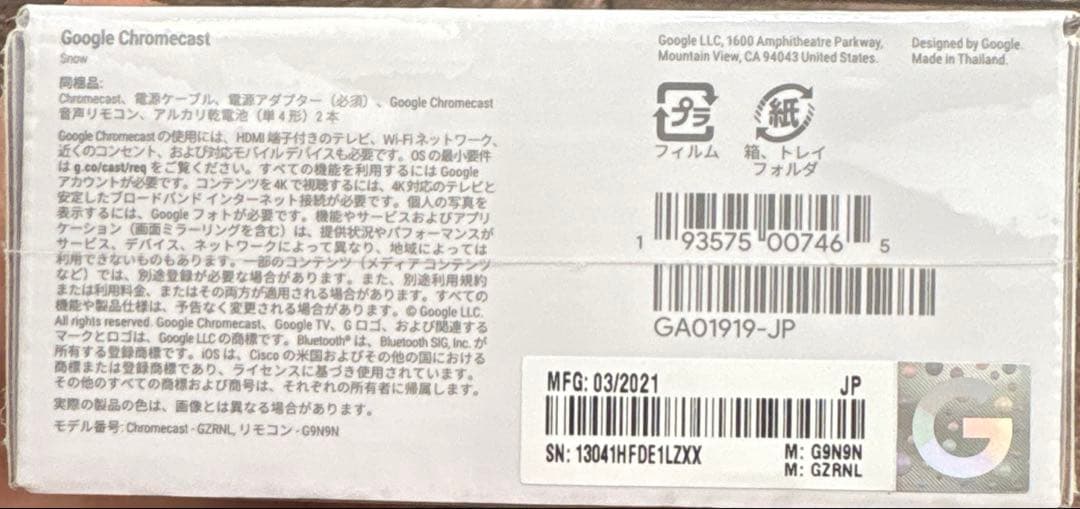 Google Chromecast
Snow
同梱品:
Chromecast、電源ケーブル、電源アダプター（必須）、Google Chromecast
音声リモコン、アルカリ乾電池（単4形）2本
Google Chromecast の使用には、HDMI 端子付きのテレビ、Wi-Fi ネットワーク、
近くのコンセント、および対応モバイルデバイスも必要です。OSの最小要件
は g.co/cast/req をご覧ください。すべての機能を利用するには Google
アカウントが必要です。コンテンツを4Kで視聴するには、4K対応のテレビと
安定したブロードバンド インターネット接続が必要です。個人の写真を
表示するには、Google フォトが必要です。機能やサービスおよびアプリ
ケーション（画面ミラーリングを含む）は、提供状況やパフォーマンスが
サービス、デバイス、ネットワークによって異なり、地域によっては
利用できないものもあります。一部のコンテンツ（メディア コンテンツ
など）では、別途登録が必要な場合があります。また、別途利用規約
または利用料金、またはその両方が適用される場合があります。すべての
機能や製品仕様は、予告なく変更される場合があります。© Google LLC.
All rights reserved. Google Chromecast、Google TV、G ロゴ、および関連する
マークとロゴは、Google LLC の商標です。Bluetooth® は、Bluetooth SIG, Inc. が
所有する登録商標です。iOS は、Cisco の米国およびその他の国における
商標または登録商標であり、ライセンスに基づき使用されています。
その他のすべての商標および商号は、それぞれの所有者に帰属します。
実際の製品の色は、画像とは異なる場合があります。
モデル番号: Chromecast - GZRNL, リモコン - G9N9N
Google LLC, 1600 Amphitheatre Parkway,
Mountain View, CA 94043 United States.
Designed by Google.
Made in Thailand.
プラ
フィルム
紙
箱、トレイ
フォルダ
1 93575 00746 5
GA01919-JP
MFG: 03/2021 JP
SN: 13041HFDE1LZXX
M: G9N9N
M: GZRNL
G